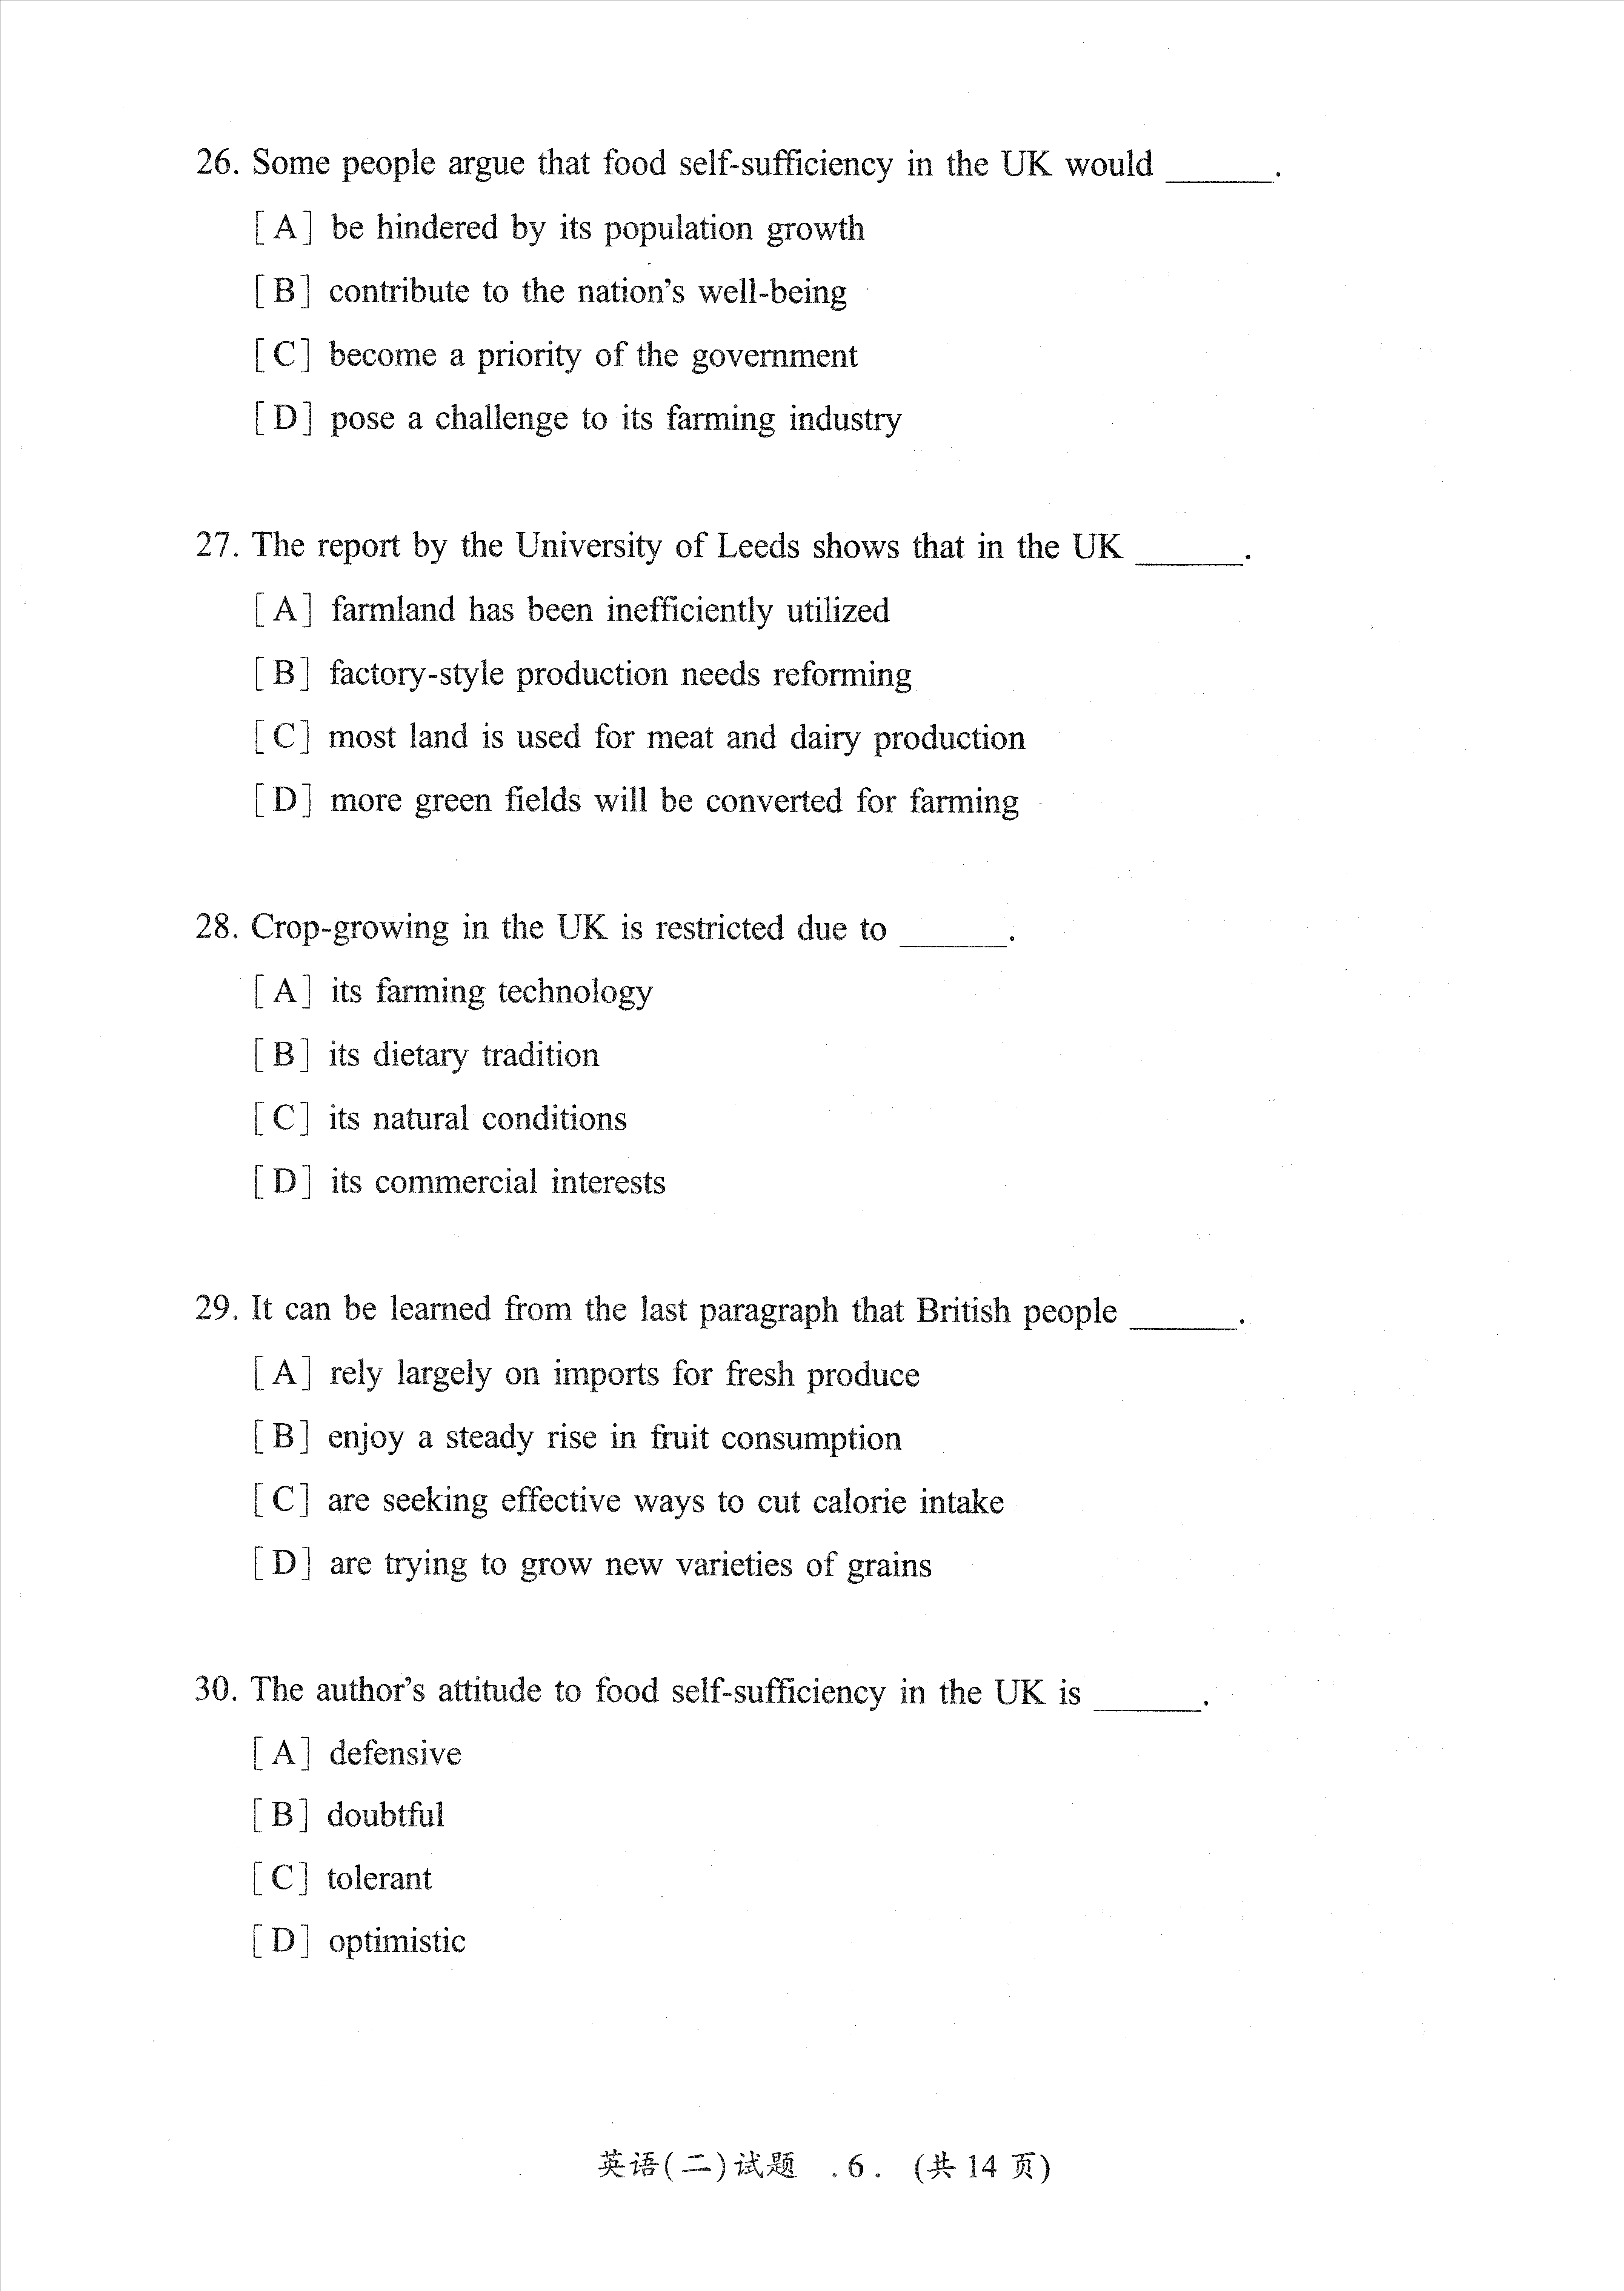 26. Some people argue that food self-sufficiency in the UK would ______.
[A] be hindered by its population growth
[B] contribute to the nation's well-being
[C] become a priority of the government
[D] pose a challenge to its farming industry
27. The report by the University of Leeds shows that in the UK ______.
[A] farmland has been inefficiently utilized
[B] factory-style production needs reforming
[C] most land is used for meat and dairy production
[D] more green fields will be converted for farming
28. Crop-growing in the UK is restricted due to ______.
[A] its farming technology
[B] its dietary tradition
[C] its natural conditions
[D] its commercial interests
29. It can be learned from the last paragraph that British people ______.
[A] rely largely on imports for fresh produce
[B] enjoy a steady rise in fruit consumption
[C] are seeking effective ways to cut calorie intake
[D] are trying to grow new varieties of grains
30. The author's attitude to food self-sufficiency in the UK is ______.
[A] defensive
[B] doubtful
[C] tolerant
[D] optimistic
英语(二)试题 .6. (共14页)